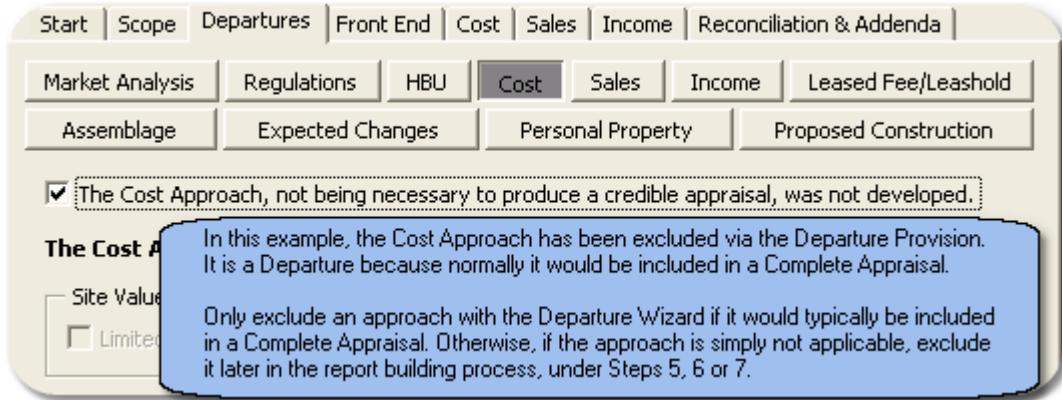 Start Scope Departures Front End Cost Sales Income Reconciliation & Addenda
Market Analysis Regulations HBU Cost Sales Income Leased Fee/Leashold
Assemblage Expected Changes Personal Property Proposed Construction
The Cost Approach, not being necessary to produce a credible appraisal, was not developed.
The Cost A
In this example, the Cost Approach has been excluded via the Departure Provision.
It is a Departure because normally it would be included in a Complete Appraisal.
Site Value
Limited
Only exclude an approach with the Departure Wizard if it would typically be included
in a Complete Appraisal. Otherwise, if the approach is simply not applicable, exclude
it later in the report building process, under Steps 5, 6 or 7.